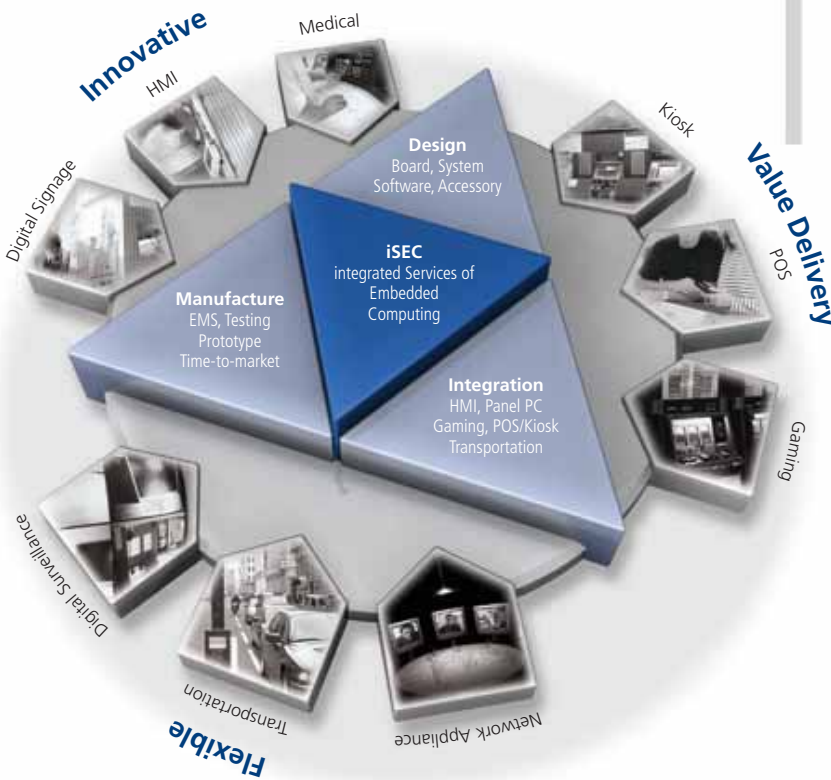 Innovative
Medical
HMI
Digital Signage
Kiosk
Value Delivery
POS
Gaming
Design
Board, System
Software, Accessory
iSEC
integrated Services of
Embedded
Computing
Manufacture
EMS, Testing
Prototype
Time-to-market
Integration
HMI, Panel PC
Gaming, POS/Kiosk
Transportation
Digital Surveillance
Transportation
Network Appliance
Flexible